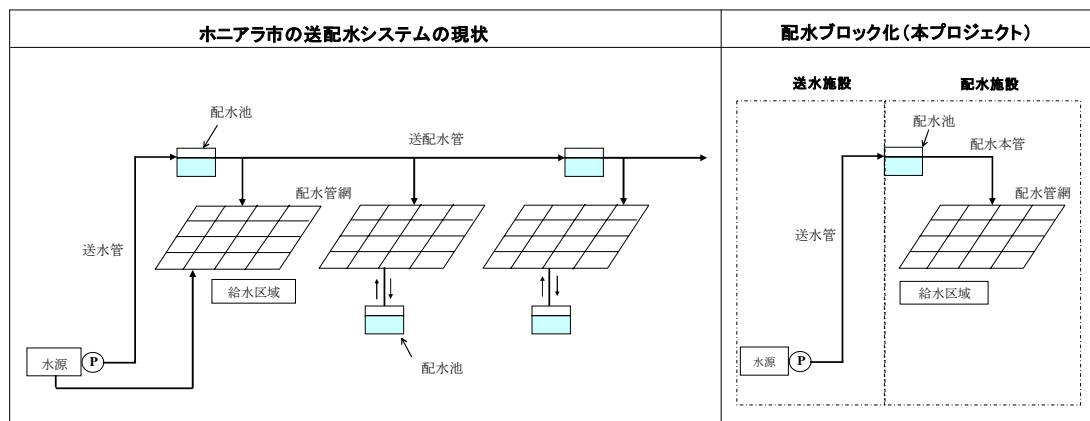 ホニアラ市の送配水システムの現状
配水池
送配水管
配水管網
送水管
給水区域
水源
P
配水池
配水ブロック化（本プロジェクト）
送水施設
配水施設
配水池
配水本管
配水管網
送水管
給水区域
水源
P